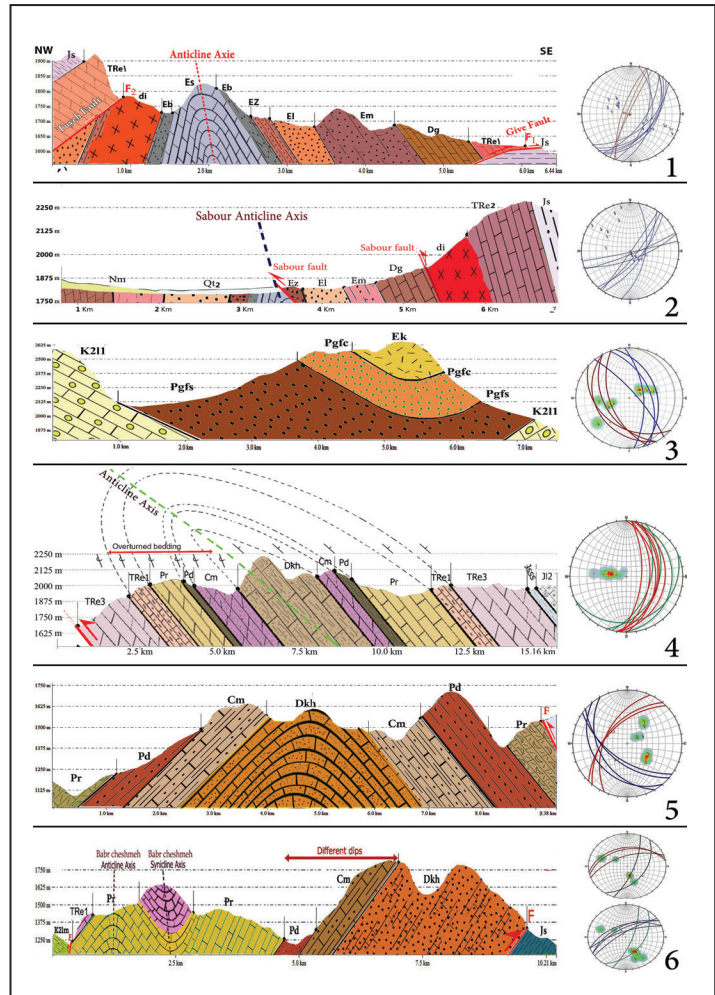 NW
SE
Js
TRe1
F2
di
Eb
Es
Eb
EZ
El
Em
Dg
TRe1
F1
Js
Anticline Axie
Give Fault
1900
1800
1700
1600
1.0 km
2.0 km
3.0 km
4.0 km
5.0 km
6.0 km
6.44 km
1
2250 m
2000 m
1875 m
1750 m
Sabour Anticline Axis
Sabour fault
Sabour fault
Nm
Qt2
Ez
El
Em
Dg
di
TRe2
Js
1 Km
2 Km
3 Km
4 Km
5 Km
6 Km
7
2
K2l1
Pgfs
Pgfc
Ek
Pgfc
Pgfs
K2l1
2625 m
2500 m
2250 m
2125 m
2000 m
1875 m
1.0 km
2.0 km
3.0 km
4.0 km
5.0 km
6.0 km
7.0 km
3
Anticline Axis
Overturned bedding
2250 m
2125 m
2000 m
1875 m
1750 m
1625 m
TRe3
TRe1
Pr
Pd
Cm
Dkh
Cm
Pd
Pr
TRe1
TRe3
Jl2
2.5 km
5.0 km
7.5 km
10.0 km
12.5 km
15.16 km
4
1750 m
1625 m
1500 m
1375 m
1250 m
1125 m
Pr
Pd
Cm
Dkh
Cm
Pd
Pr
F
1.0 km
2.0 km
3.0 km
4.0 km
5.0 km
6.0 km
7.0 km
8.38 km
5
Babr cheshmeh
Anticline Axis
Babr cheshmeh
Synicline Axis
Different dips
1750 m
1625 m
1500 m
1375 m
1250 m
K2lm
TRe1
Pr
Pr
Pd
Cm
Dkh
F
Js
2.5 km
5.0 km
7.5 km
10.21 km
6